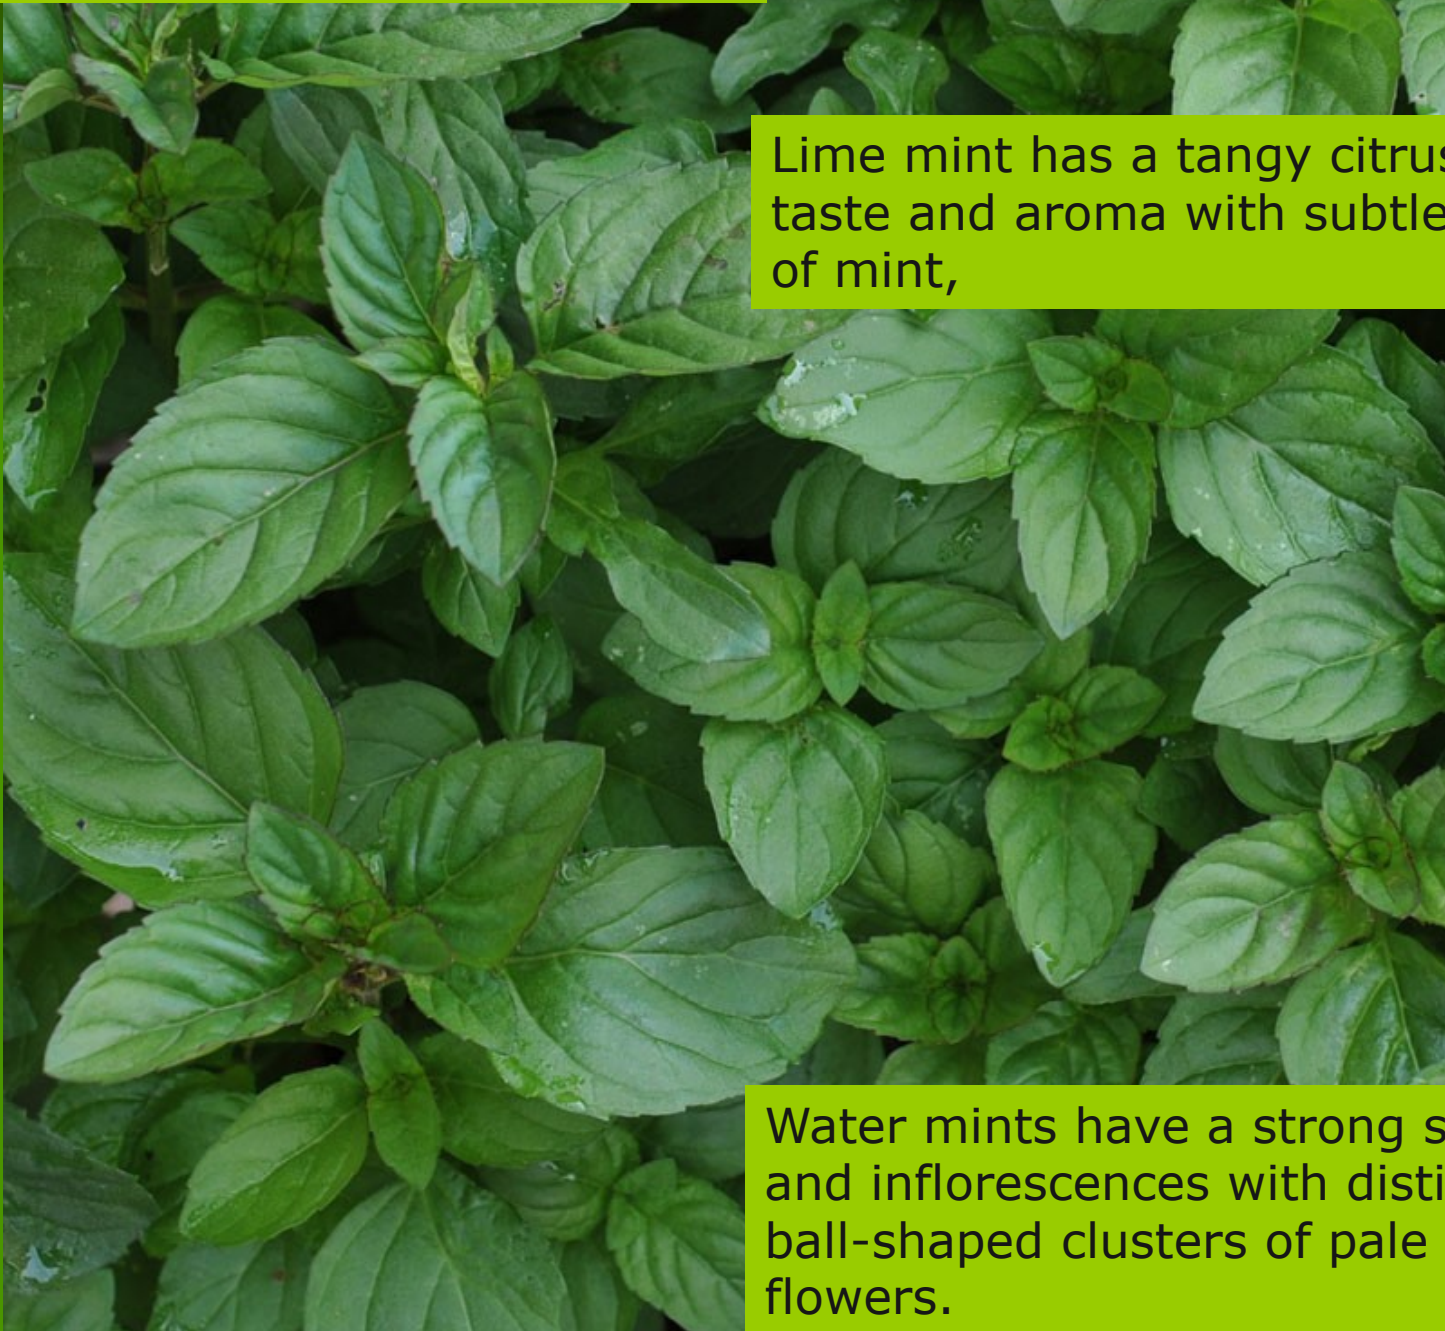 Lime mint has a tangy citrus
taste and aroma with subtle
of mint,
Water mints have a strong
and inflorescences with
ball-shaped clusters of pale
flowers.